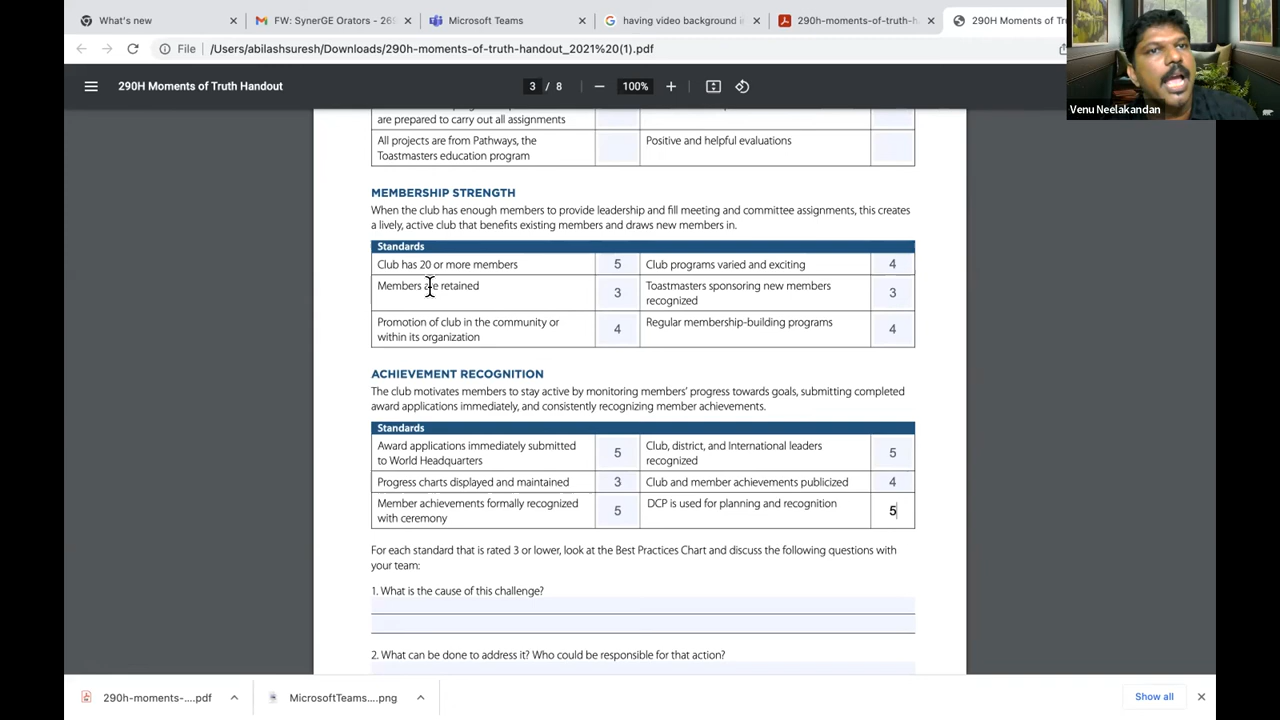 What's new
FW: SynerGE Orators - 26
Microsoft Teams
having video background i
290h-moments-of-truth-h
290H Moments of Tru
File /Users/abilashsuresh/Downloads/290h-moments-of-truth-handout_2021%20(1).pdf
290H Moments of Truth Handout
3 / 8
100%
Venu Neelakandan
are prepared to carry out all assignments
All projects are from Pathways, the
Toastmasters education program
Positive and helpful evaluations
MEMBERSHIP STRENGTH
When the club has enough members to provide leadership and fill meeting and committee assignments, this creates
a lively, active club that benefits existing members and draws new members in.
Standards
Club has 20 or more members 5 Club programs varied and exciting 4
Members are retained 3 Toastmasters sponsoring new members
recognized 3
Promotion of club in the community or
within its organization 4 Regular membership-building programs 4
ACHIEVEMENT RECOGNITION
The club motivates members to stay active by monitoring members' progress towards goals, submitting completed
award applications immediately, and consistently recognizing member achievements.
Standards
Award applications immediately submitted
to World Headquarters 5 Club, district, and International leaders
recognized 5
Progress charts displayed and maintained 3 Club and member achievements publicized 4
Member achievements formally recognized
with ceremony 5 DCP is used for planning and recognition 5
For each standard that is rated 3 or lower, look at the Best Practices Chart and discuss the following questions with
your team:
1. What is the cause of this challenge?
2. What can be done to address it? Who could be responsible for that action?
290h-moments-....pdf
MicrosoftTeams....png
Show all